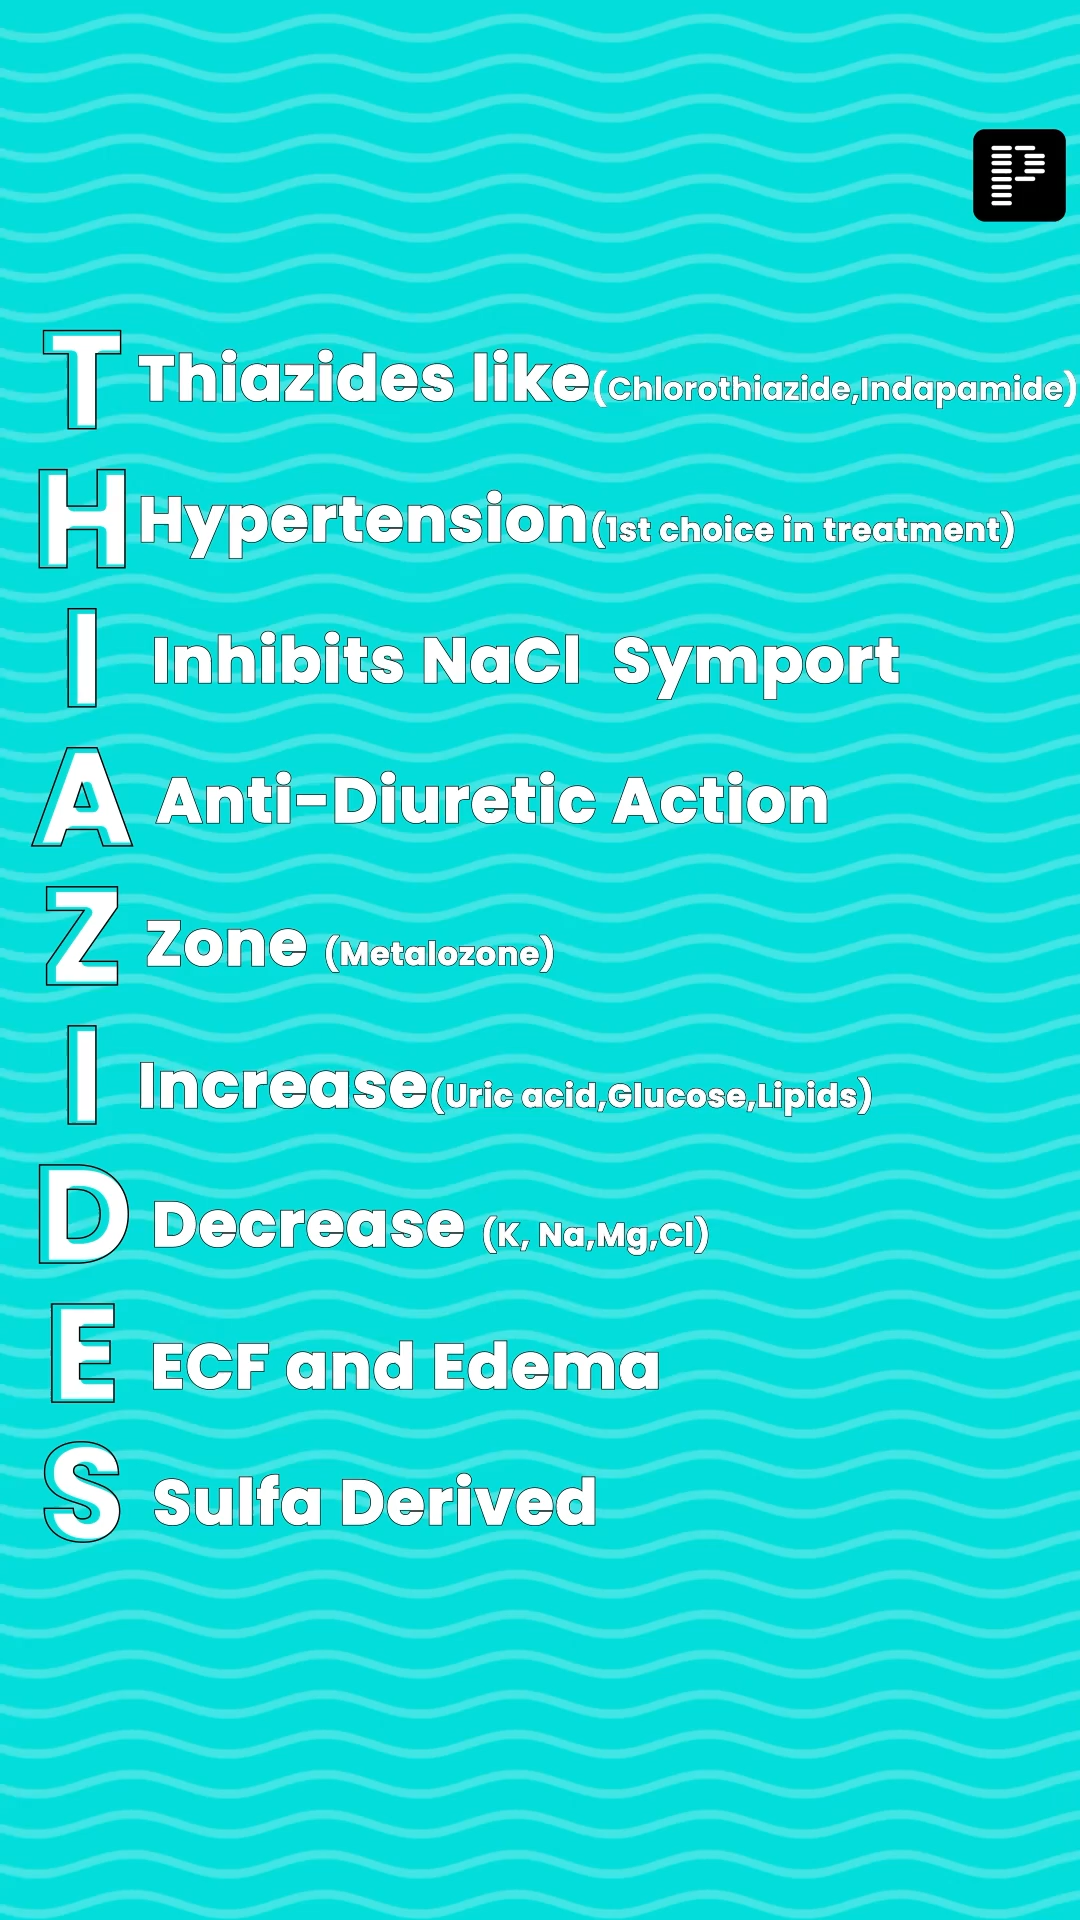 T Thiazides like(Chlorothiazide,Indapamide)
H Hypertension(1st choice in treatment)
I Inhibits NaCl Symport
A Anti-Diuretic Action
Z Zone (Metalozone)
I Increase(Uric acid,Glucose,Lipids)
D Decrease (K, Na,Mg,Cl)
E ECF and Edema
S Sulfa Derived